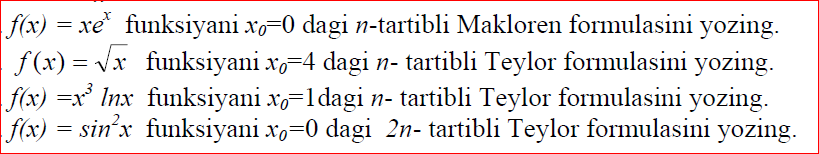 f(x) = xeˣ funksiyani x₀=0 dagi n-tartibli Makloren formulasini yozing.
f(x) = √x funksiyani x₀=4 dagi n- tartibli Teylor formulasini yozing.
f(x) =x³ lnx funksiyani x₀=1dagi n- tartibli Teylor formulasini yozing.
f(x) = sin²x funksiyani x₀=0 dagi 2n- tartibli Teylor formulasini yozing.